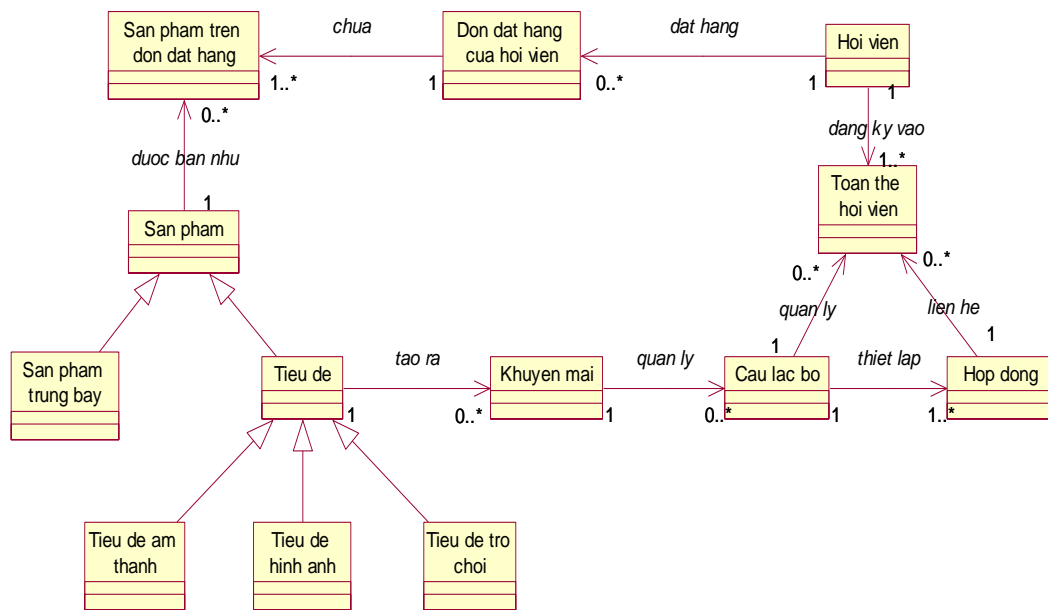 San pham tren
don dat hang
chua
Don dat hang
cua hoi vien
dat hang
Hoi vien
1..*
1
0..*
1
1
0..*
dang ky vao
duoc ban nhu
1..*
Toan the
hoi vien
1
San pham
0..*
0..*
quan ly
lien he
1
1
San pham
trung bay
Tieu de
tao ra
Khuyen mai
quan ly
Cau lac bo
thiet lap
Hop dong
1
0..*
1
0..*
1
1..*
Tieu de am
thanh
Tieu de
hinh anh
Tieu de tro
choi